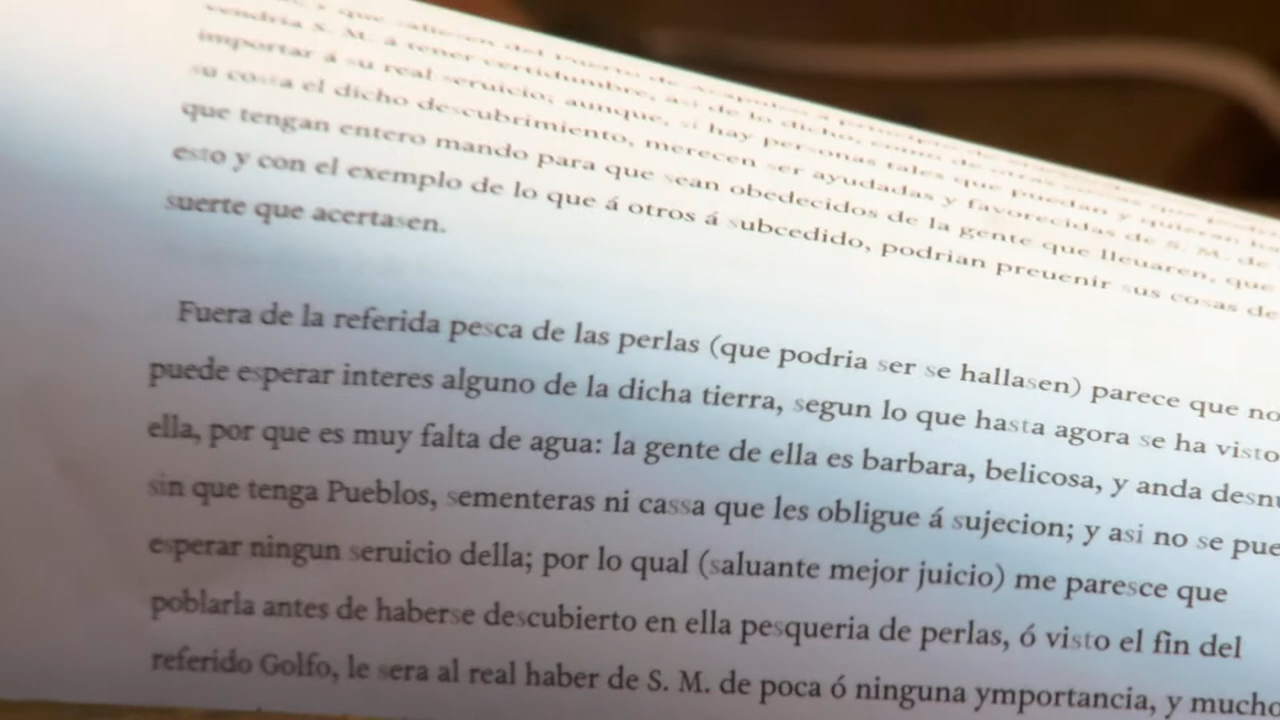 y que saliesen del Puerto de Acapulco á principio de
vendria S. M. á tener certidumbre, asi de lo dicho, como de otras cosas que
importar á su real seruicio; aunque, si hay personas tales que puedan y quieran
su costa el dicho descubrimiento, merecen ser ayudadas y favorecidas de S. M. de
que tengan entero mando para que sean obedecidos de la gente que lleuaren, que
esto y con el exemplo de lo que á otros á subcedido, podrian preuenir sus cosas de
suerte que acertasen.
Fuera de la referida pesca de las perlas (que podria ser se hallasen) parece que no
puede esperar interes alguno de la dicha tierra, segun lo que hasta agora se ha visto
ella, por que es muy falta de agua: la gente de ella es barbara, belicosa, y anda desnu
sin que tenga Pueblos, sementeras ni cassa que les obligue á sujecion; y asi no se pue
esperar ningun seruicio della; por lo qual (saluante mejor juicio) me paresce que
poblarla antes de haberse descubierto en ella pesqueria de perlas, ó visto el fin del
referido Golfo, le sera al real haber de S. M. de poca ó ninguna ymportancia, y mucho